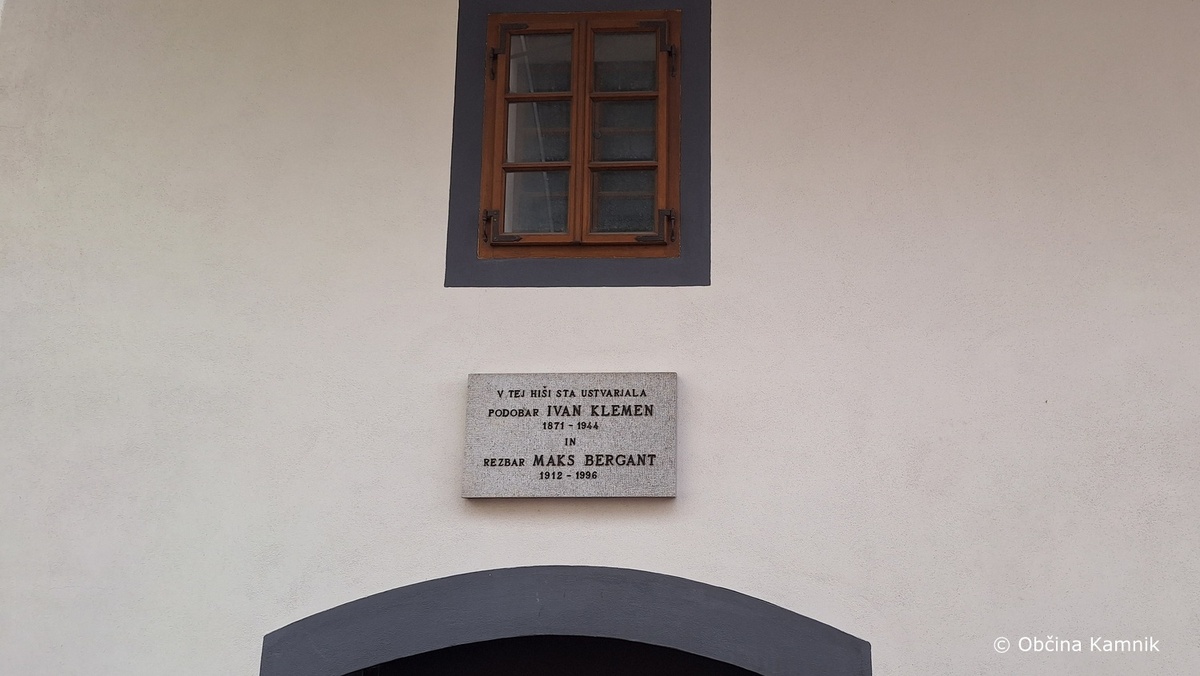 V TEJ HIŠI STA USTVARJALA
PODOBAR IVAN KLEMEN
1871 - 1944
IN
REZBAR MAKS BERGANT
1912 - 1996
© Občina Kamnik